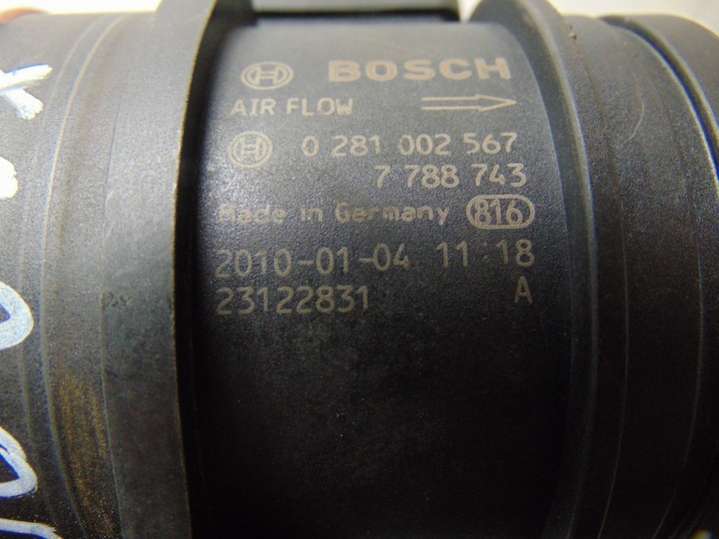 BOSCH
AIR FLOW
0 281 002 567
7 788 743
Made in Germany 816
2010-01-04 11:18
23122831 A